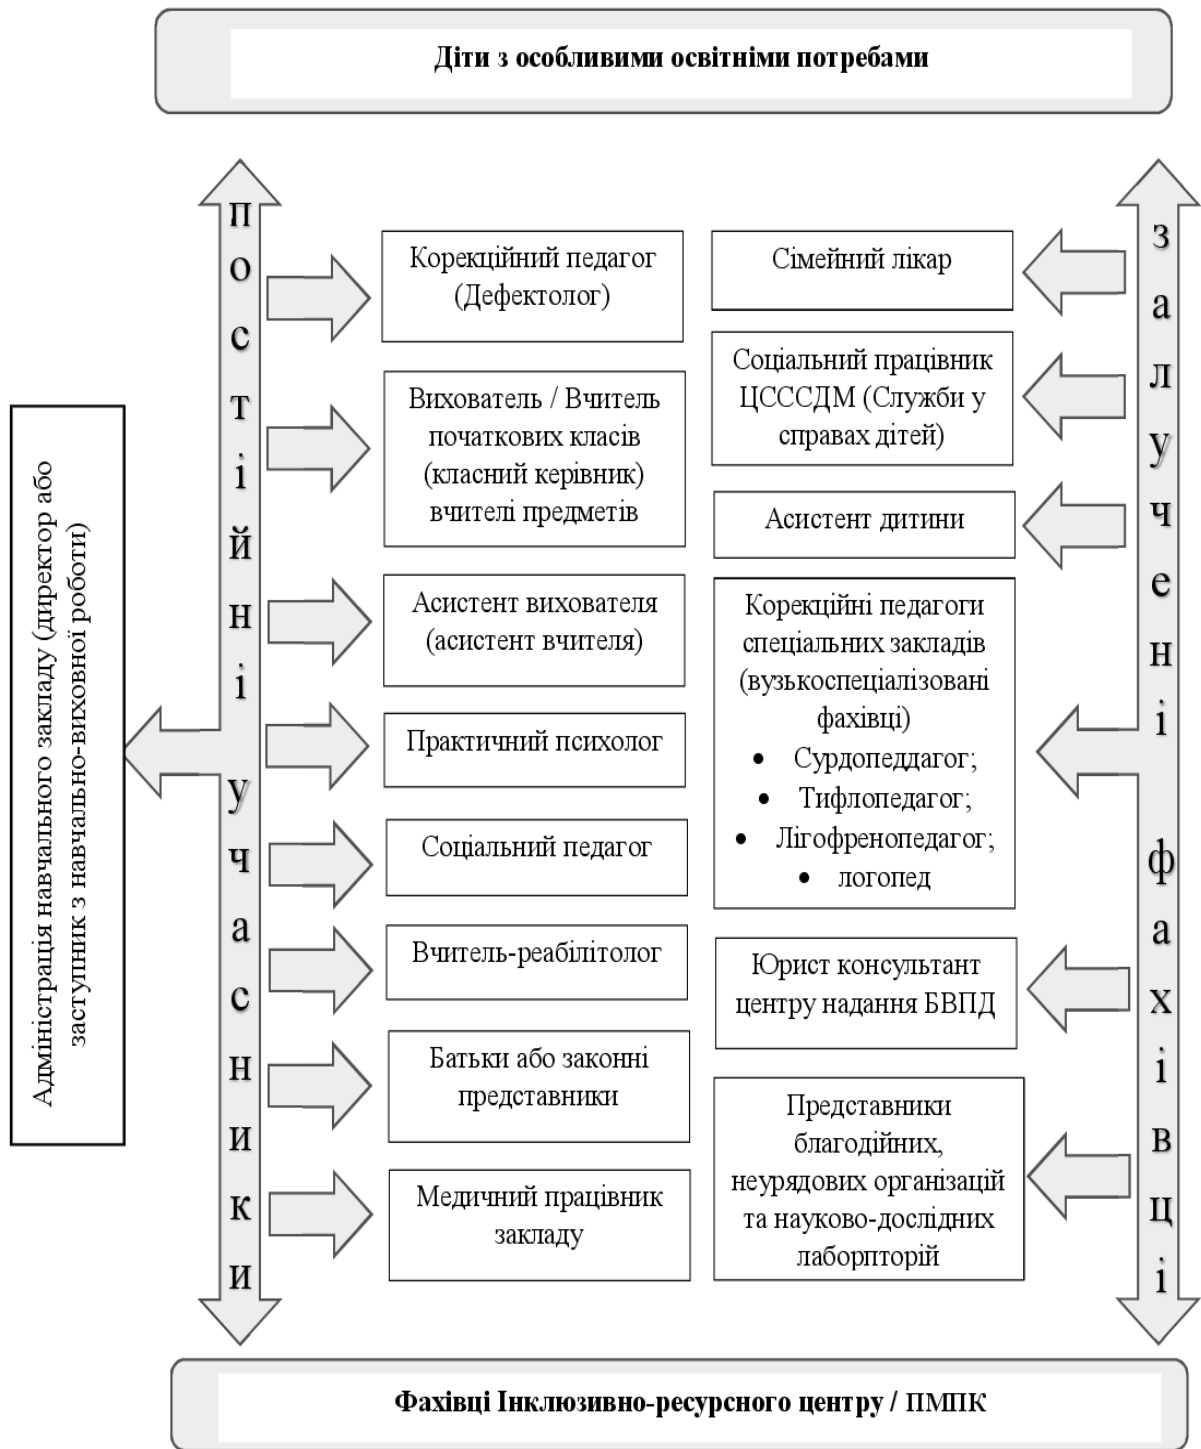 Діти з особливими освітніми потребами
Адміністрація навчального закладу (директор або
заступник з навчально-виховної роботи)
постійні учасники
Корекційний педагог
(Дефектолог)
Вихователь / Вчитель
початкових класів
(класний керівник)
вчителі предметів
Асистент вихователя
(асистент вчителя)
Практичний психолог
Соціальний педагог
Вчитель-реабілітолог
Батьки або законні
представники
Медичний працівник
закладу
Сімейний лікар
Соціальний працівник
ЦСССДМ (Служби у
справах дітей)
Асистент дитини
Корекційні педагоги
спеціальних закладів
(вузькоспеціалізовані
фахівці)
• Сурдопеддагог;
• Тифлопедагог;
• Лігофренопедагог;
• логопед
Юрист консультант
центру надання БВПД
Представники
благодійних,
неурядових організацій
та науково-дослідних
лаборпторій
залучені фахівці
Фахівці Інклюзивно-ресурсного центру / ПМПК